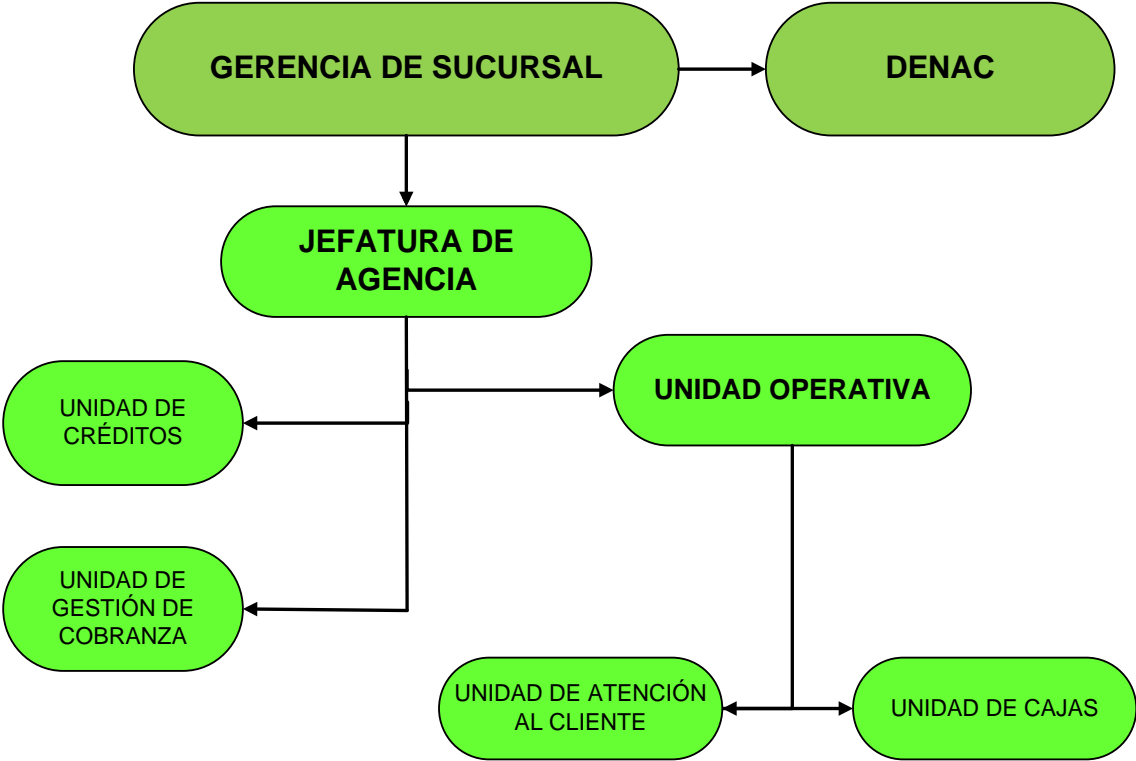 GERENCIA DE SUCURSAL
DENAC
JEFATURA DE
AGENCIA
UNIDAD OPERATIVA
UNIDAD DE
CRÉDITOS
UNIDAD DE
GESTIÓN DE
COBRANZA
UNIDAD DE ATENCIÓN
AL CLIENTE
UNIDAD DE CAJAS